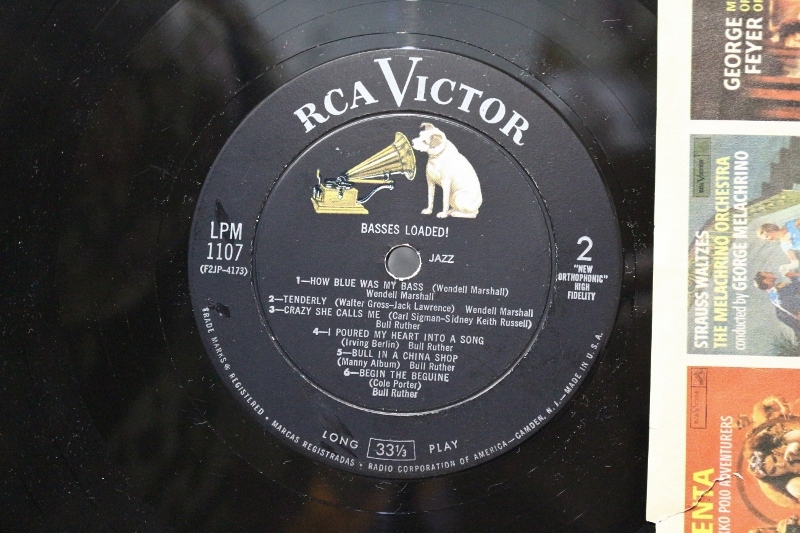 RCA VICTOR
BASSES LOADED!
LPM
1107
(F2JP-4173)
JAZZ
2
"NEW
ORTHOPHONIC"
HIGH
FIDELITY
1—HOW BLUE WAS MY BASS (Wendell Marshall)
Wendell Marshall
2—TENDERLY (Walter Gross-Jack Lawrence) Wendell Marshall
3—CRAZY SHE CALLS ME (Carl Sigman-Sidney Keith Russell)
Bull Ruther
4—I POURED MY HEART INTO A SONG
(Irving Berlin) Bull Ruther
5—BULL IN A CHINA SHOP
(Manny Album) Bull Ruther
6—BEGIN THE BEGUINE
(Cole Porter)
Bull Ruther
LONG 33⅓ PLAY
TRADE MARKS ® REGISTERED • MARCAS REGISTRADAS • RADIO CORPORATION OF AMERICA—CAMDEN, N.J.—MADE IN U.S.A.
GEORGE
FEYER
STRAUSS WALTZES
THE MELACHRINO ORCHESTRA
conducted by GEORGE MELACHRINO
ENTA
KO POLO ADVENTURERS